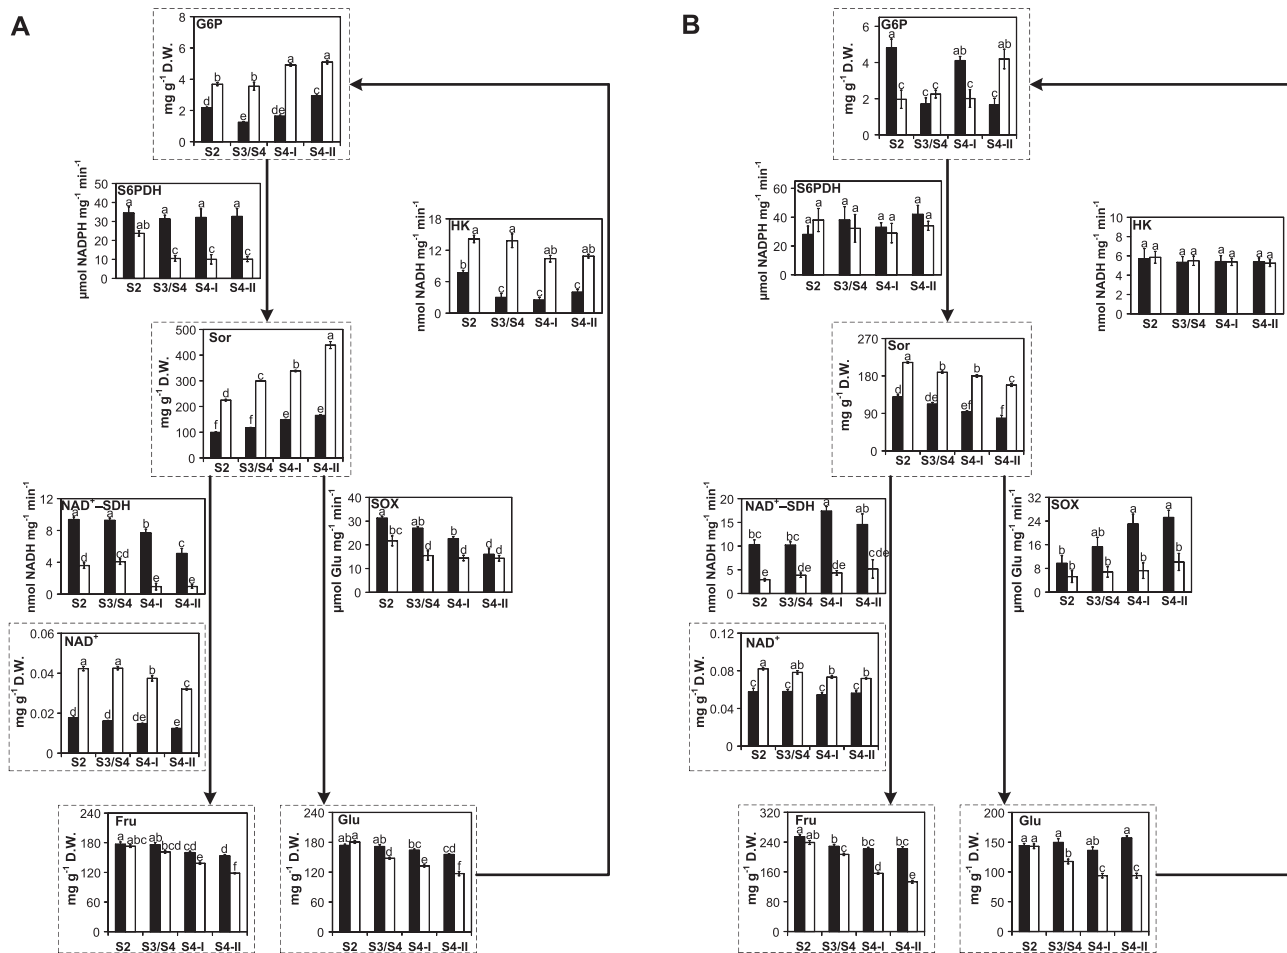 A
G6P
mg g-1 D.W.
8
6
4
2
0
d b e b de a c a
S2 S3/S4 S4-I S4-II
S6PDH
µmol NADPH mg-1 min-1
50
40
30
20
10
0
a ab a c a c a c
S2 S3/S4 S4-I S4-II
HK
nmol NADH mg-1 min-1
18
12
6
0
b a c a c ab c ab
S2 S3/S4 S4-I S4-II
Sor
mg g-1 D.W.
500
400
300
200
100
0
f d f c e b e a
S2 S3/S4 S4-I S4-II
NAD+–SDH
nmol NADH mg-1 min-1
12
8
4
0
a d a cd b e c e
S2 S3/S4 S4-I S4-II
SOX
µmol Glu mg-1 min-1
40
30
20
10
0
a bc ab d b d d d
S2 S3/S4 S4-I S4-II
NAD+
mg g-1 D.W.
0.06
0.04
0.02
0
d a d a de b e c
S2 S3/S4 S4-I S4-II
Fru
mg g-1 D.W.
240
180
120
60
0
a abc ab bcd cd e d f
S2 S3/S4 S4-I S4-II
Glu
mg g-1 D.W.
240
180
120
60
0
ab a ab d bc e cd f
S2 S3/S4 S4-I S4-II
B
G6P
mg g-1 D.W.
6
4
2
0
a c c c ab c c ab
S2 S3/S4 S4-I S4-II
S6PDH
µmol NADPH mg-1 min-1
60
40
20
0
a a a a a a a a
S2 S3/S4 S4-I S4-II
HK
nmol NADH mg-1 min-1
10
8
6
4
2
0
a a a a a a a a
S2 S3/S4 S4-I S4-II
Sor
mg g-1 D.W.
270
180
90
0
d a de b ef b f c
S2 S3/S4 S4-I S4-II
NAD+–SDH
nmol NADH mg-1 min-1
20
15
10
5
0
bc e bc de a de ab cde
S2 S3/S4 S4-I S4-II
SOX
µmol Glu mg-1 min-1
32
24
16
8
0
b b ab b a b a b
S2 S3/S4 S4-I S4-II
NAD+
mg g-1 D.W.
0.12
0.08
0.04
0
c a c ab c b c b
S2 S3/S4 S4-I S4-II
Fru
mg g-1 D.W.
320
240
160
80
0
a ab b c bc d bc e
S2 S3/S4 S4-I S4-II
Glu
mg g-1 D.W.
200
150
100
50
0
a a a b ab c a c
S2 S3/S4 S4-I S4-II